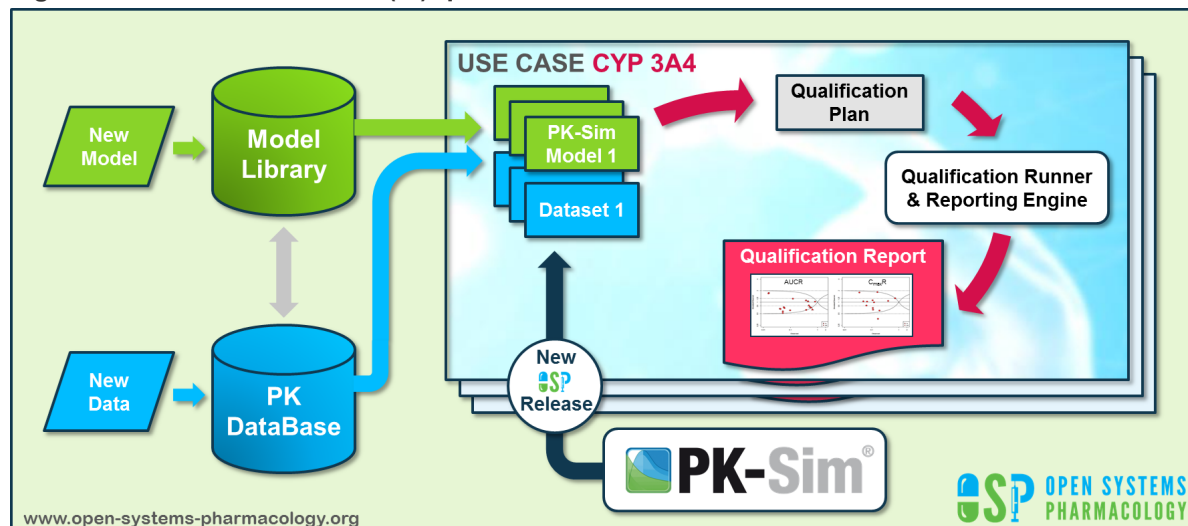 USE CASE CYP 3A4
New
Model
Model
Library
PK-Sim
Model 1
Dataset 1
Qualification
Plan
Qualification Runner
& Reporting Engine
Qualification Report
AUCR
CmaxR
New
Data
PK
DataBase
New
OSP
Release
PK-Sim®
OSP OPEN SYSTEMS
PHARMACOLOGY
www.open-systems-pharmacology.org